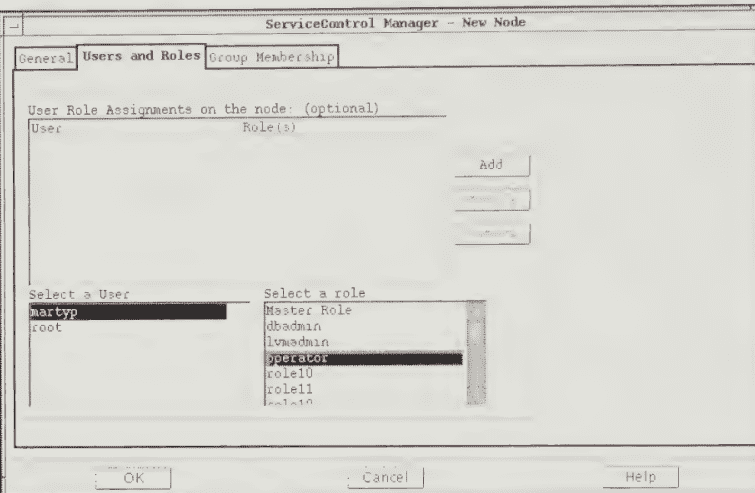 ServiceControl Manager - New Node
General Users and Roles Group Membership
User Role Assignments on the node: (optional)
User Role(s)
Add
Select a User Select a role
martyp Master Role
root dbadmin
lvmadmin
operator
role10
role11
OK Cancel Help